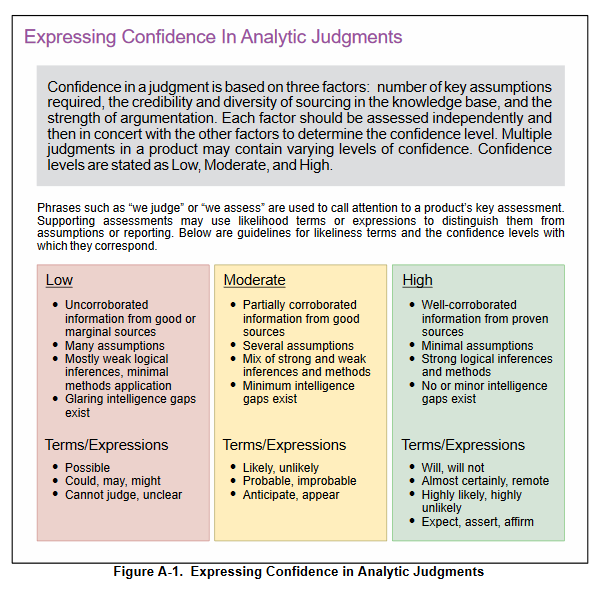 Expressing Confidence In Analytic Judgments
Confidence in a judgment is based on three factors: number of key assumptions
required, the credibility and diversity of sourcing in the knowledge base, and the
strength of argumentation. Each factor should be assessed independently and
then in concert with the other factors to determine the confidence level. Multiple
judgments in a product may contain varying levels of confidence. Confidence
levels are stated as Low, Moderate, and High.
Phrases such as “we judge” or “we assess” are used to call attention to a product’s key assessment.
Supporting assessments may use likelihood terms or expressions to distinguish them from
assumptions or reporting. Below are guidelines for likeliness terms and the confidence levels with
which they correspond.
Low
• Uncorroborated
information from good or
marginal sources
• Many assumptions
• Mostly weak logical
inferences, minimal
methods application
• Glaring intelligence gaps
exist
Terms/Expressions
• Possible
• Could, may, might
• Cannot judge, unclear
Moderate
• Partially corroborated
information from good
sources
• Several assumptions
• Mix of strong and weak
inferences and methods
• Minimum intelligence
gaps exist
Terms/Expressions
• Likely, unlikely
• Probable, improbable
• Anticipate, appear
High
• Well-corroborated
information from proven
sources
• Minimal assumptions
• Strong logical inferences
and methods
• No or minor intelligence
gaps exist
Terms/Expressions
• Will, will not
• Almost certainly, remote
• Highly likely, highly
unlikely
• Expect, assert, affirm
Figure A-1. Expressing Confidence in Analytic Judgments